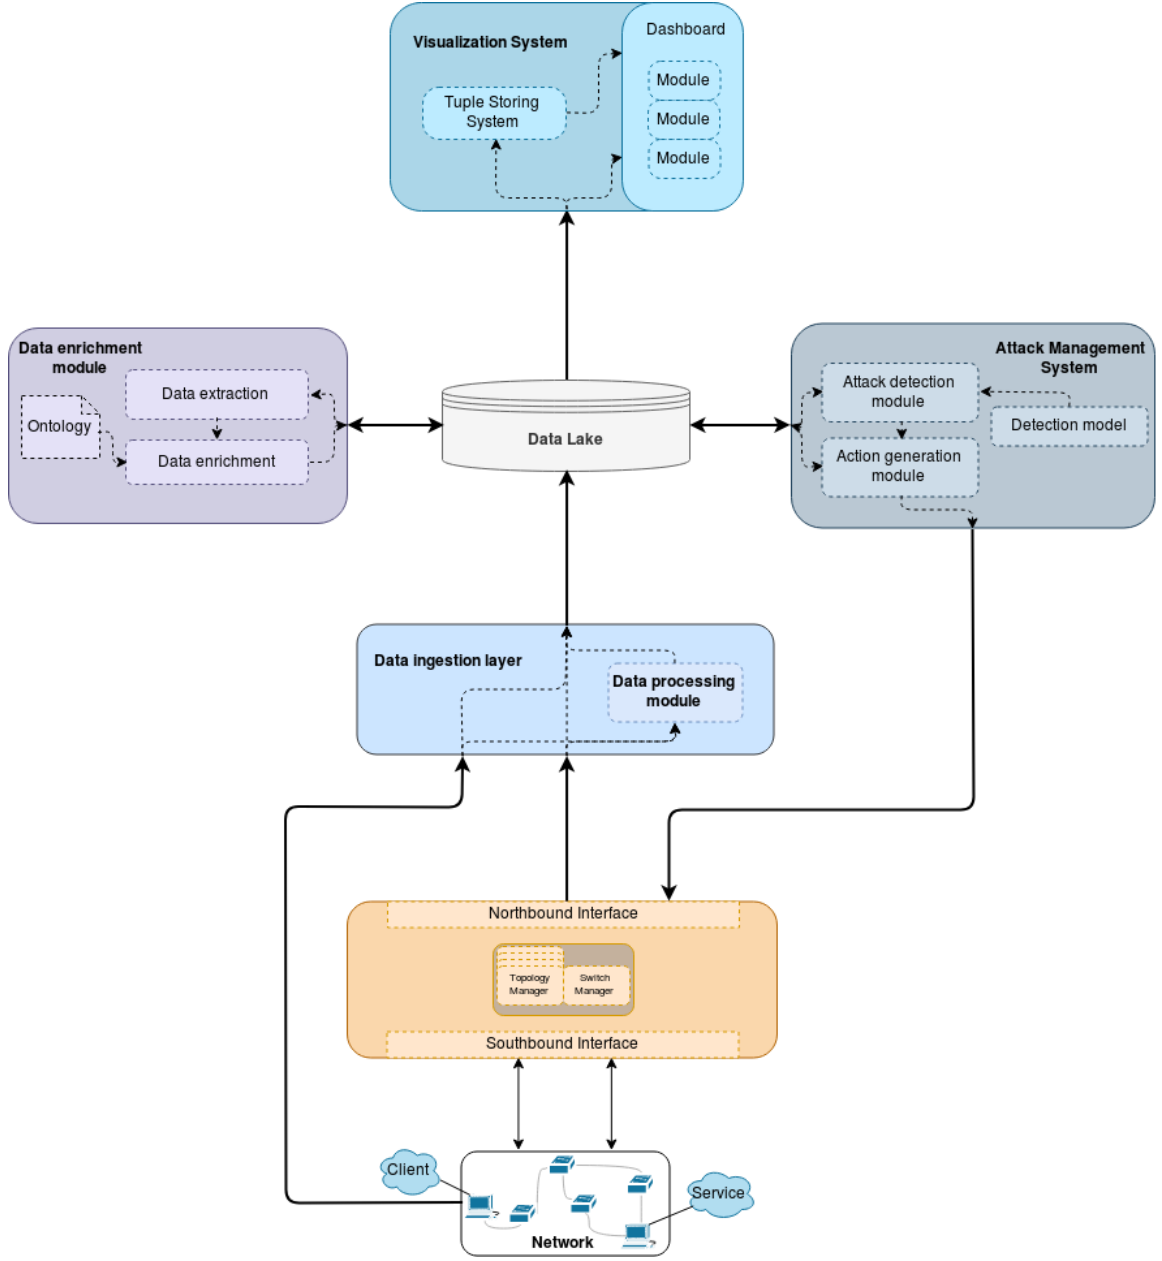 Visualization System
Dashboard
Module
Tuple Storing
System
Module
Module
Data enrichment
module
Data extraction
Ontology
Data enrichment
Data Lake
Attack Management
System
Attack detection
module
Detection model
Action generation
module
Data ingestion layer
Data processing
module
Northbound Interface
Topology
Manager
Switch
Manager
Southbound Interface
Client
Service
?
?
Network